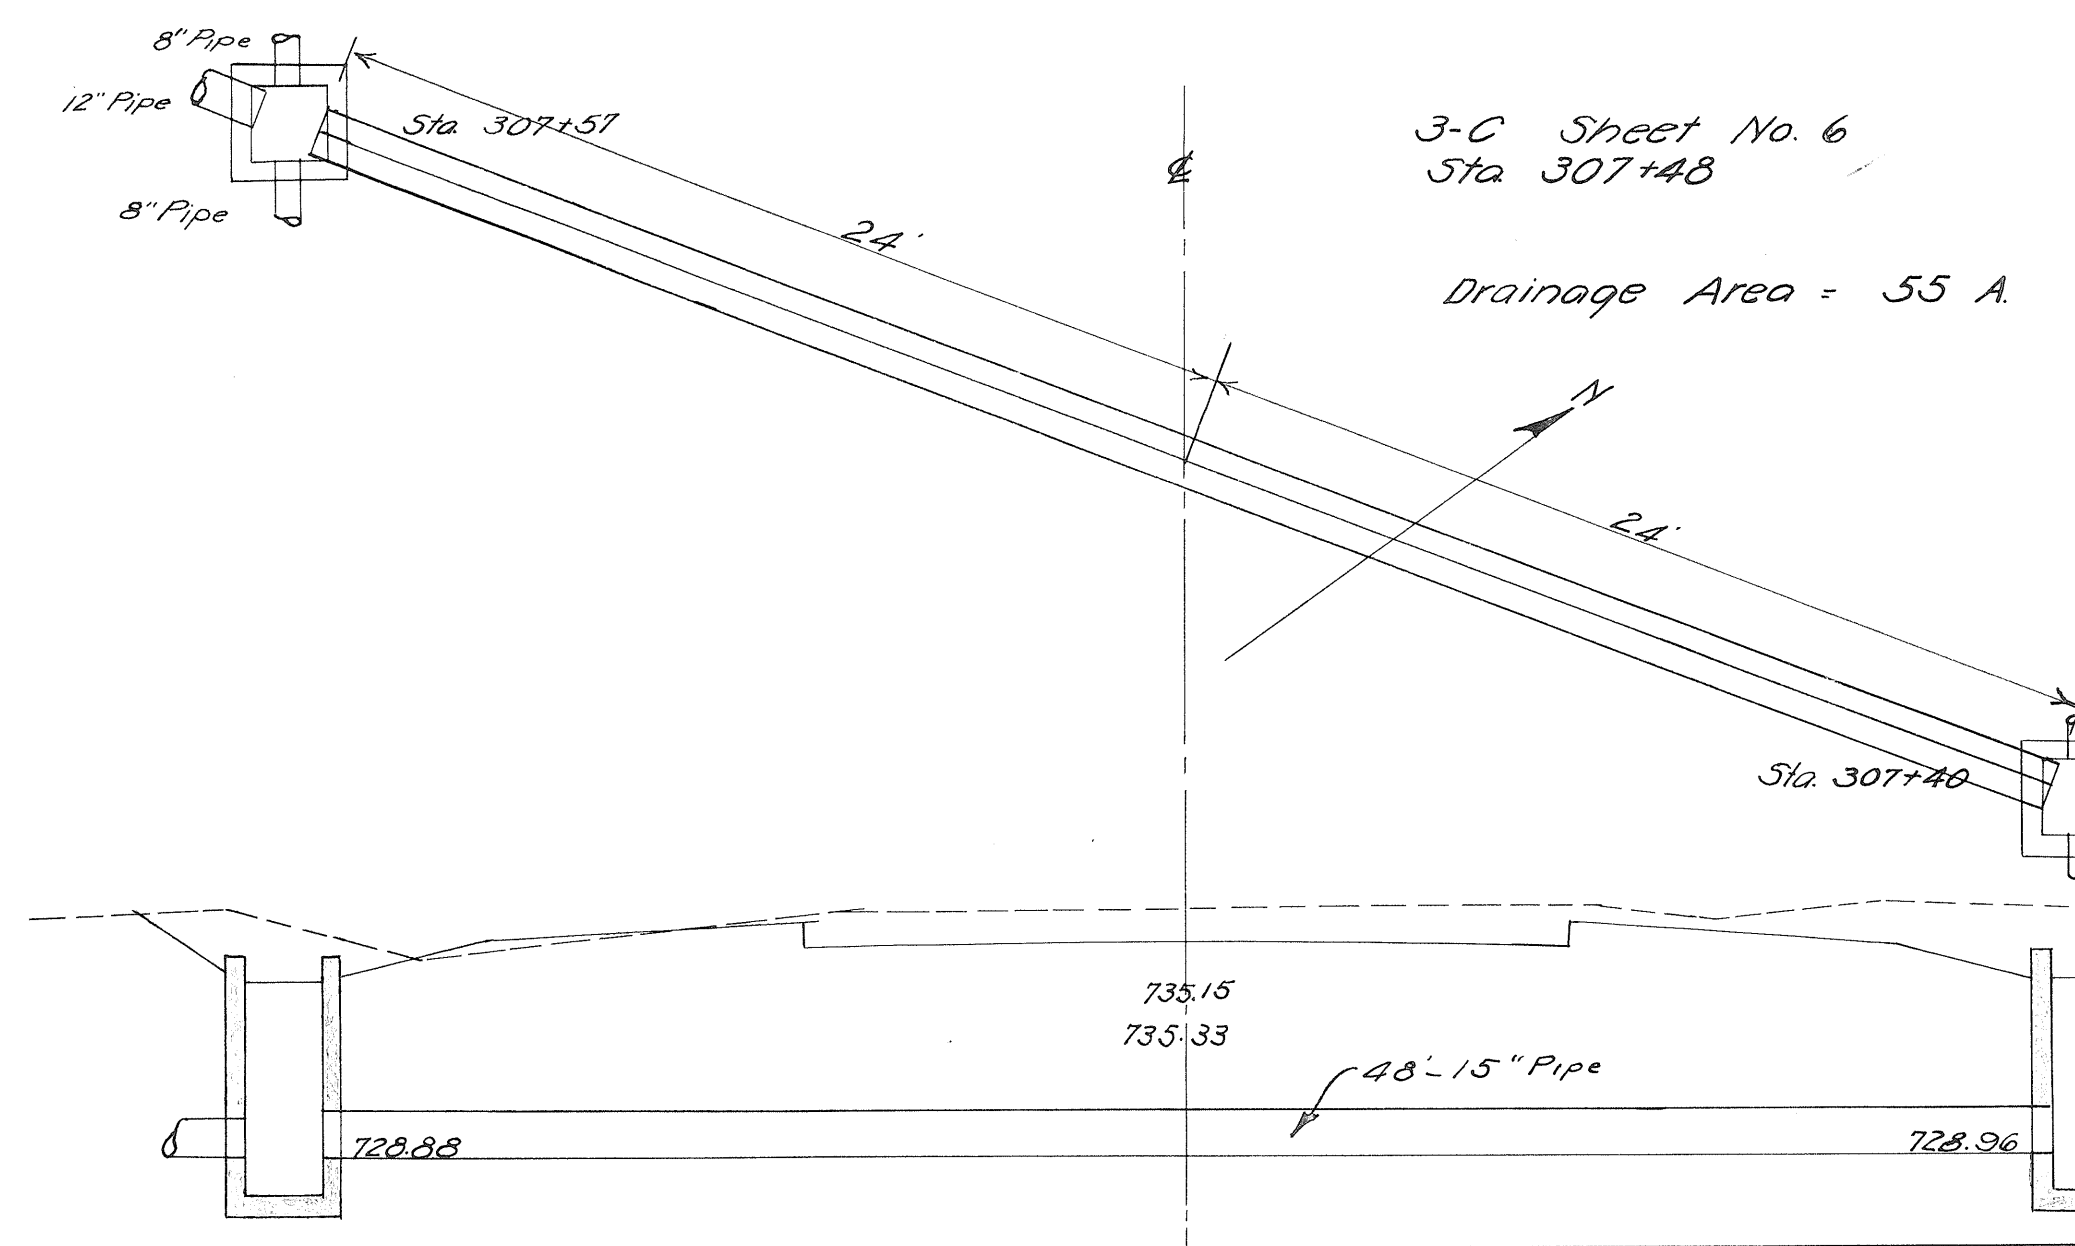 8" Pipe
12" Pipe
8" Pipe
Sta. 307+57
24'
℄
3-C Sheet No. 6
Sta. 307+48
Drainage Area = 55 A.
N
24'
Sta. 307+40
735.15
735.33
48'-15" Pipe
728.88
728.96